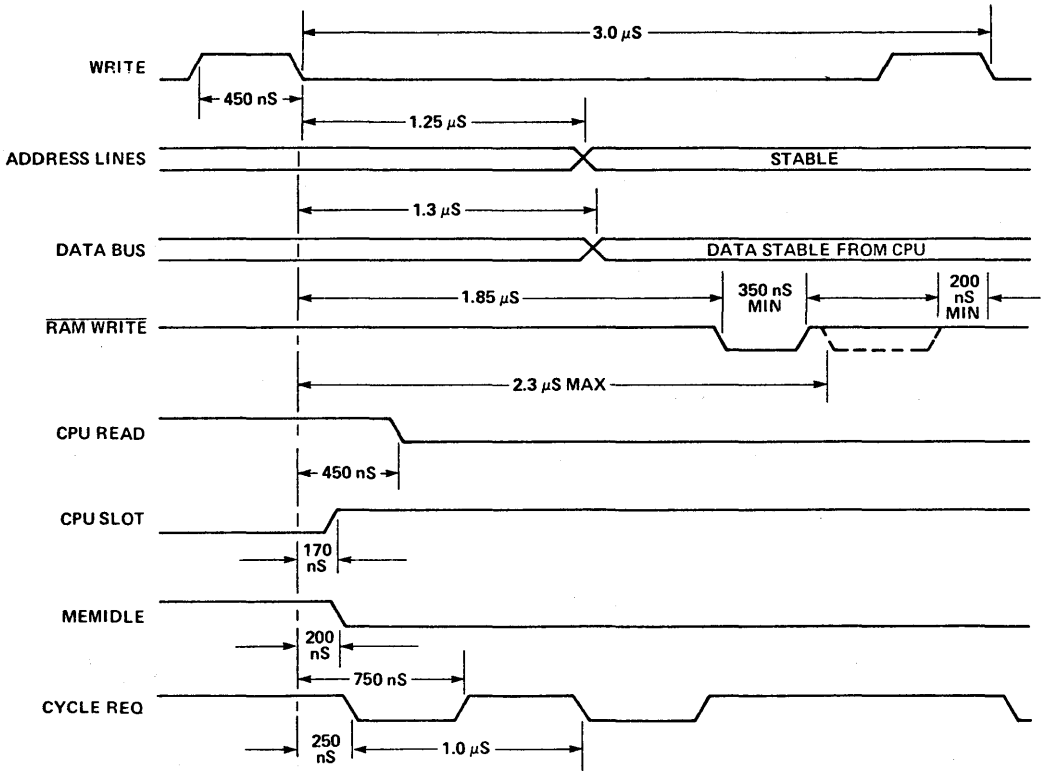 3.0 μS
WRITE
450 nS
1.25 μS
ADDRESS LINES
STABLE
1.3 μS
DATA BUS
DATA STABLE FROM CPU
1.85 μS
350 nS
MIN
200
nS
MIN
RAM WRITE
2.3 μS MAX
CPU READ
450 nS
CPU SLOT
170
nS
MEMIDLE
200
nS
750 nS
CYCLE REQ
250
nS
1.0 μS